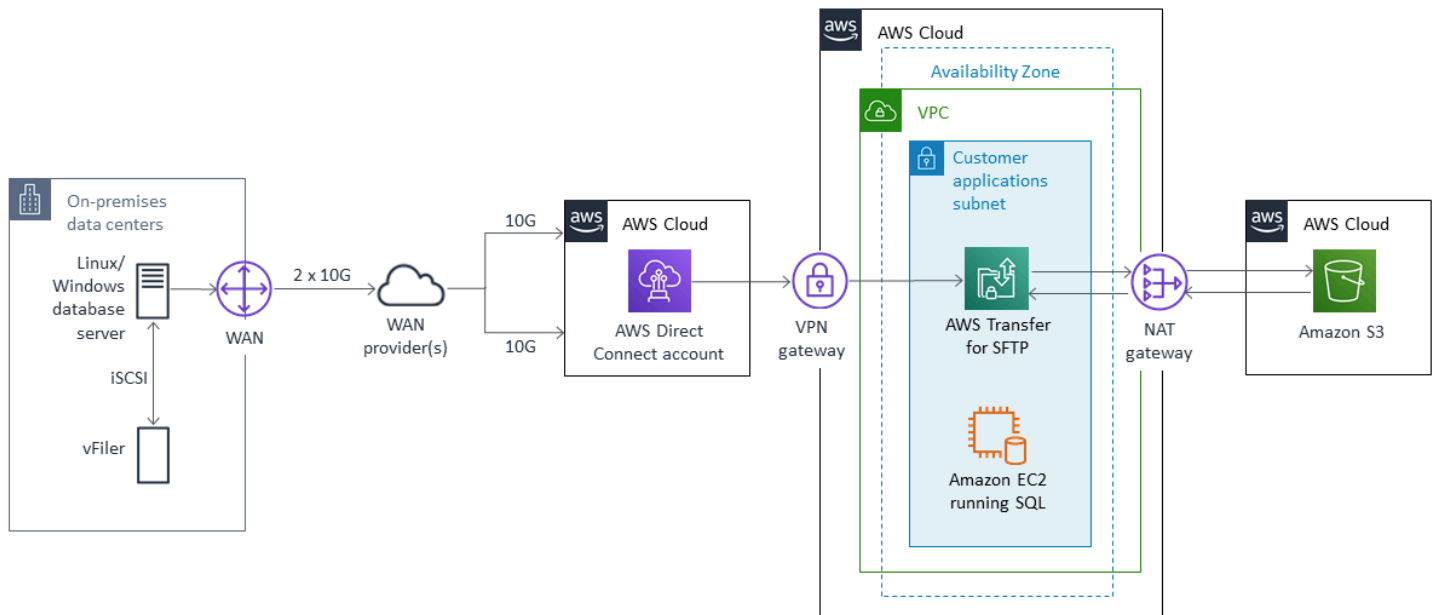 On-premises
data centers
Linux/
Windows
database
server
iSCSI
vFiler
WAN
2 x 10G
WAN
provider(s)
10G
10G
aws
AWS Cloud
AWS Direct
Connect account
aws
AWS Cloud
Availability Zone
VPC
Customer
applications
subnet
VPN
gateway
AWS Transfer
for SFTP
Amazon EC2
running SQL
NAT
gateway
aws
AWS Cloud
Amazon S3